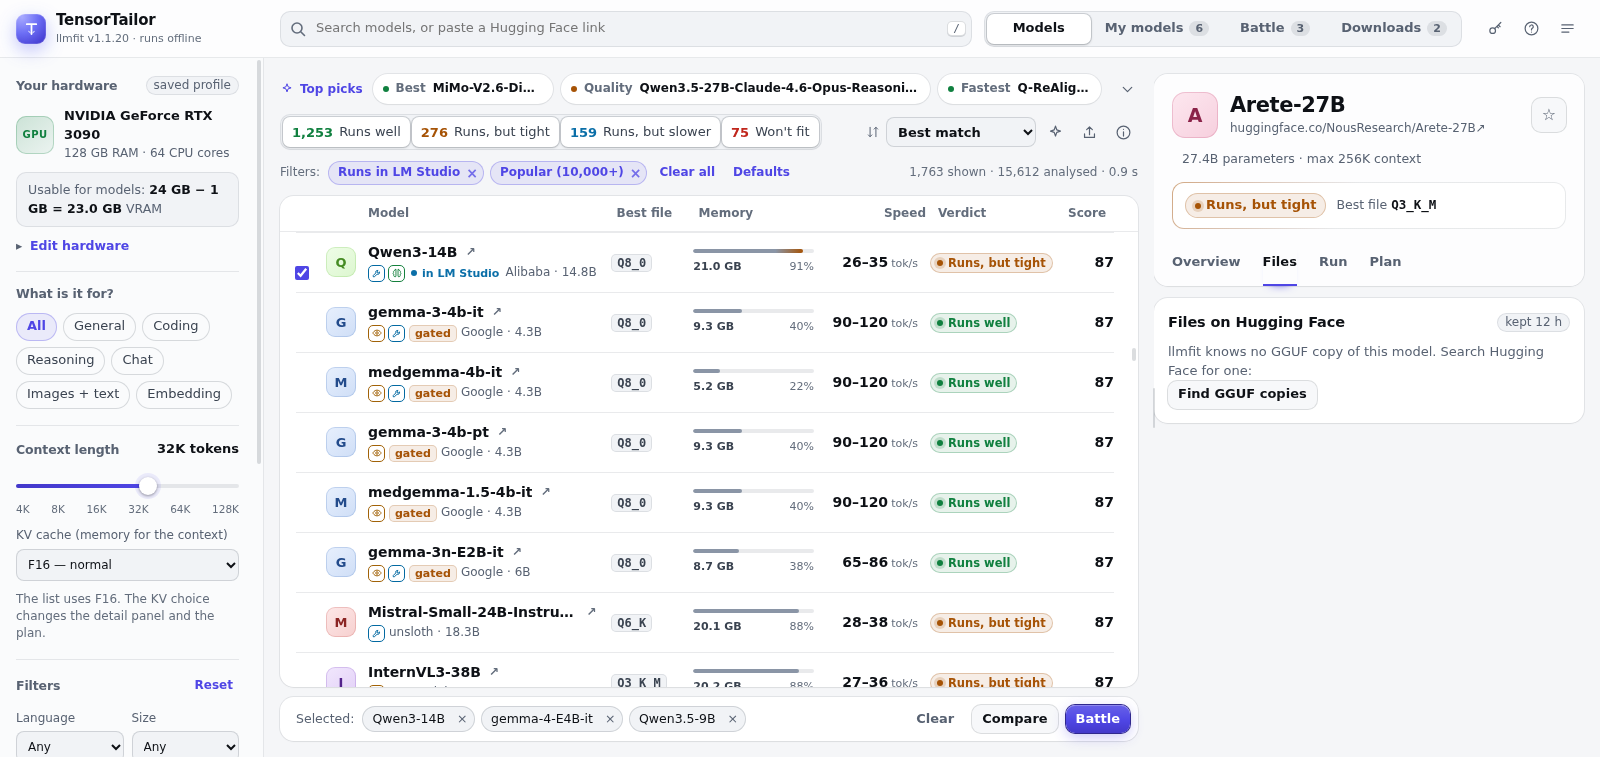 TensorTailor
llmfit v1.1.20 · runs offline
Search models, or paste a Hugging Face link
/
Models
My models 6
Battle 3
Downloads 2
Your hardware
saved profile
GPU
NVIDIA GeForce RTX
3090
128 GB RAM · 64 CPU cores
Usable for models: 24 GB − 1
GB = 23.0 GB VRAM
▸ Edit hardware
What is it for?
All
General
Coding
Reasoning
Chat
Images + text
Embedding
Context length
32K tokens
4K 8K 16K 32K 64K 128K
KV cache (memory for the context)
F16 — normal
The list uses F16. The KV choice
changes the detail panel and the
plan.
Filters
Reset
Language
Size
Any
Any
Top picks
Best MiMo-V2.6-Di…
Quality Qwen3.5-27B-Claude-4.6-Opus-Reasoni…
Fastest Q-ReAlig…
1,253 Runs well
276 Runs, but tight
159 Runs, but slower
75 Won't fit
Best match
Filters:
Runs in LM Studio ×
Popular (10,000+) ×
Clear all
Defaults
1,763 shown · 15,612 analysed · 0.9 s
Model Best file Memory Speed Verdict Score
Q
Qwen3-14B ↗
in LM Studio Alibaba · 14.8B
Q8_0
21.0 GB 91%
26–35 tok/s
Runs, but tight
87
G
gemma-3-4b-it ↗
gated Google · 4.3B
Q8_0
9.3 GB 40%
90–120 tok/s
Runs well
87
M
medgemma-4b-it ↗
gated Google · 4.3B
Q8_0
5.2 GB 22%
90–120 tok/s
Runs well
87
G
gemma-3-4b-pt ↗
gated Google · 4.3B
Q8_0
9.3 GB 40%
90–120 tok/s
Runs well
87
M
medgemma-1.5-4b-it ↗
gated Google · 4.3B
Q8_0
9.3 GB 40%
90–120 tok/s
Runs well
87
G
gemma-3n-E2B-it ↗
gated Google · 6B
Q8_0
8.7 GB 38%
65–86 tok/s
Runs well
87
M
Mistral-Small-24B-Instru… ↗
unsloth · 18.3B
Q6_K
20.1 GB 88%
28–38 tok/s
Runs, but tight
87
I
InternVL3-38B ↗
Q3_K_M
20.2 GB 88%
27–36 tok/s
Runs, but tight
87
Selected:
Qwen3-14B ×
gemma-4-E4B-it ×
Qwen3.5-9B ×
Clear
Compare
Battle
A
Arete-27B
huggingface.co/NousResearch/Arete-27B↗
27.4B parameters · max 256K context
Runs, but tight
Best file Q3_K_M
Overview
Files
Run
Plan
Files on Hugging Face
kept 12 h
llmfit knows no GGUF copy of this model. Search Hugging
Face for one:
Find GGUF copies